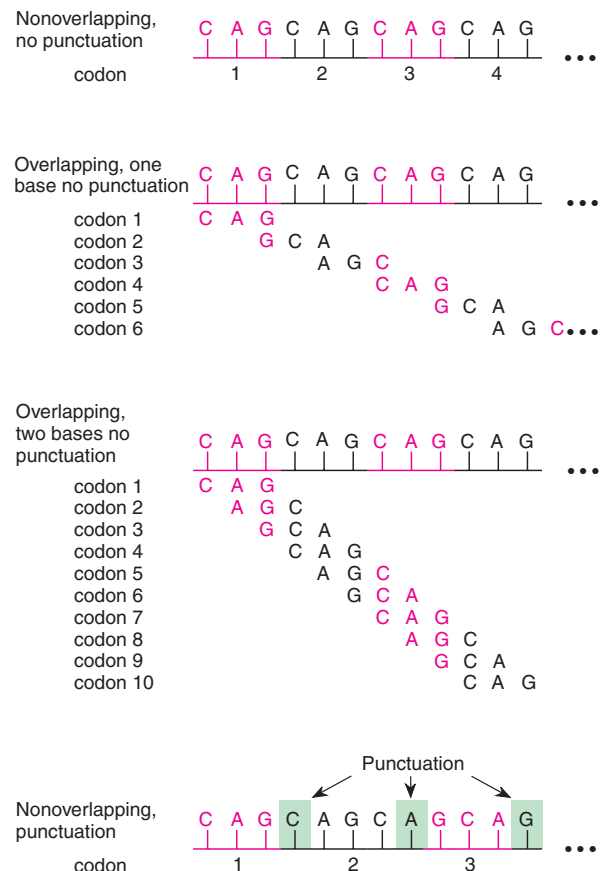 Nonoverlapping,
no punctuation
C A G C A G C A G C A G
codon 1 2 3 4 •••
Overlapping, one
base no punctuation
C A G C A G C A G C A G •••
codon 1 C A G
codon 2 G C A
codon 3 A G C
codon 4 C A G
codon 5 G C A
codon 6 A G C•••
Overlapping,
two bases no
punctuation
C A G C A G C A G C A G •••
codon 1 C A G
codon 2 A G C
codon 3 G C A
codon 4 C A G
codon 5 A G C
codon 6 G C A
codon 7 C A G
codon 8 A G C
codon 9 G C A
codon 10 C A G
Punctuation
Nonoverlapping,
punctuation
C A G C A G C A G C A G •••
codon 1 2 3